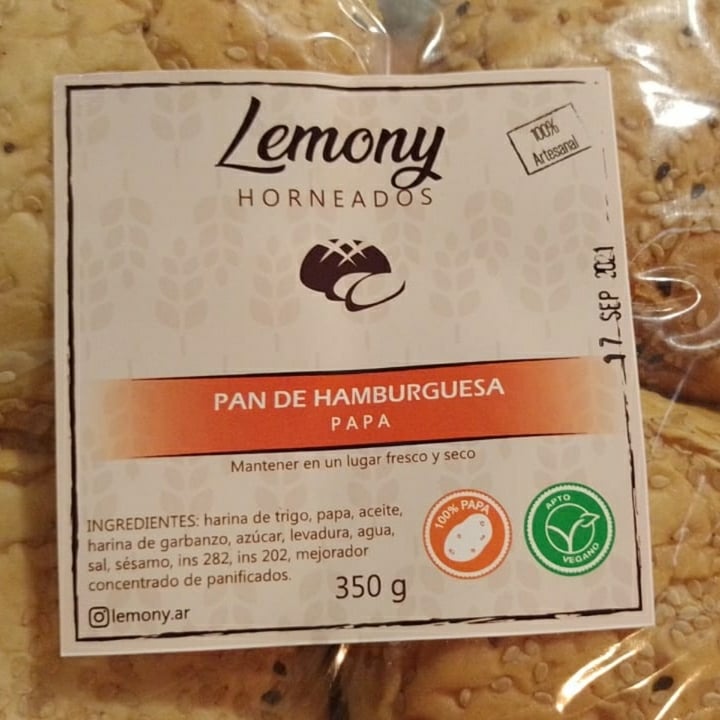 Lemony
HORNEADOS
100%
Artesanal
17 SEP 2021
PAN DE HAMBURGUESA
PAPA
Mantener en un lugar fresco y seco
INGREDIENTES: harina de trigo, papa, aceite,
harina de garbanzo, azúcar, levadura, agua,
sal, sésamo, ins 282, ins 202, mejorador
concentrado de panificados.
350 g
100% PAPA
APTO
VEGANO
lemony.ar